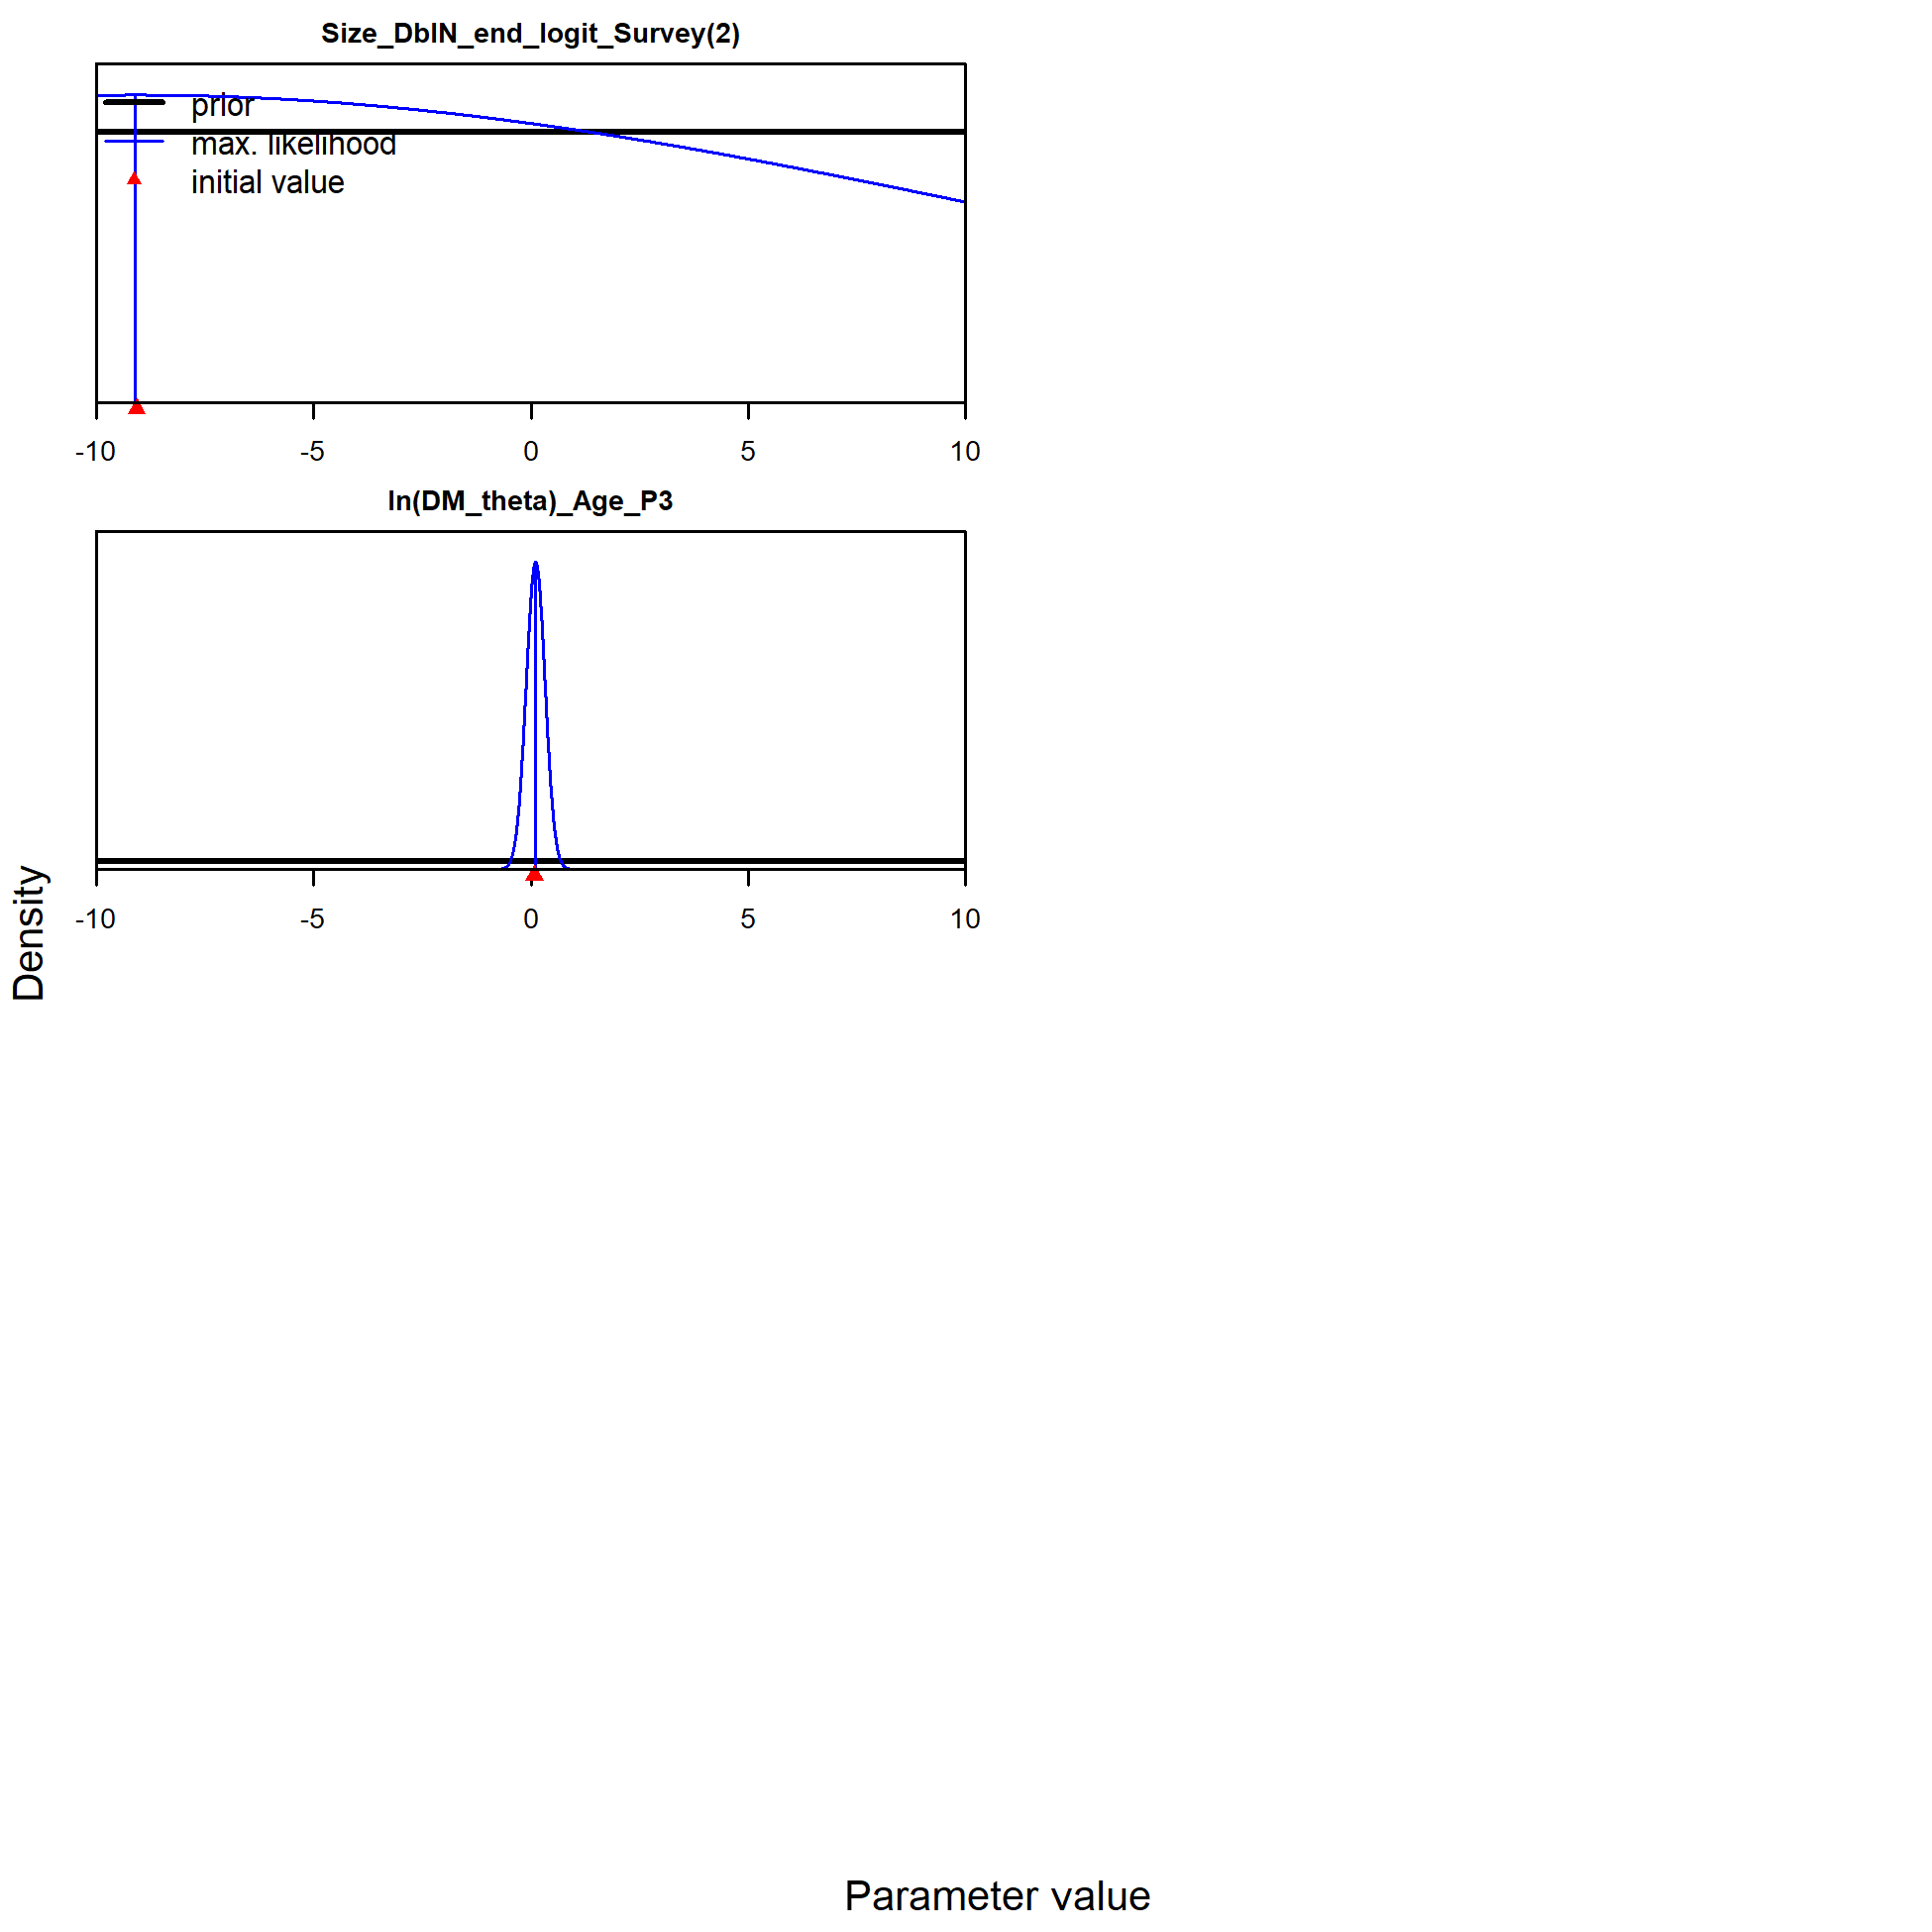 Size_DblN_end_logit_Survey(2)
prior
max. likelihood
initial value
-10 -5 0 5 10
ln(DM_theta)_Age_P3
-10 -5 0 5 10
Density
Parameter value